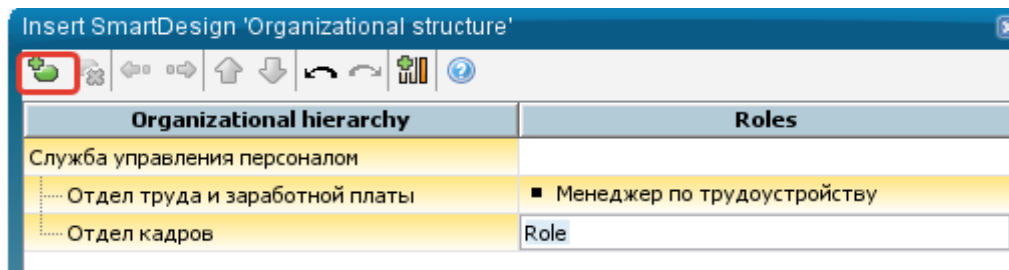 Insert SmartDesign 'Organizational structure'
Organizational hierarchy Roles
Служба управления персоналом
Отдел труда и заработной платы ▪ Менеджер по трудоустройству
Отдел кадров Role